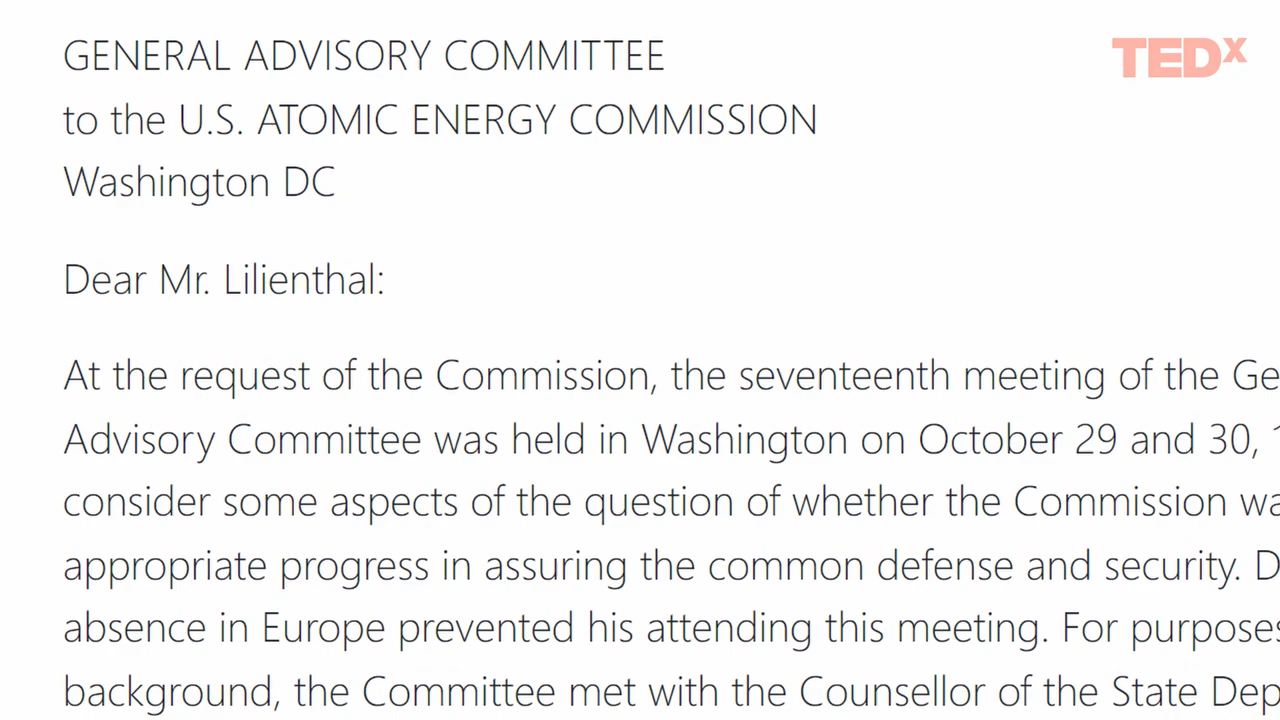 GENERAL ADVISORY COMMITTEE
TEDx
to the U.S. ATOMIC ENERGY COMMISSION
Washington DC
Dear Mr. Lilienthal:
At the request of the Commission, the seventeenth meeting of the Ge
Advisory Committee was held in Washington on October 29 and 30, 1
consider some aspects of the question of whether the Commission wa
appropriate progress in assuring the common defense and security. D
absence in Europe prevented his attending this meeting. For purposes
background, the Committee met with the Counsellor of the State Dep